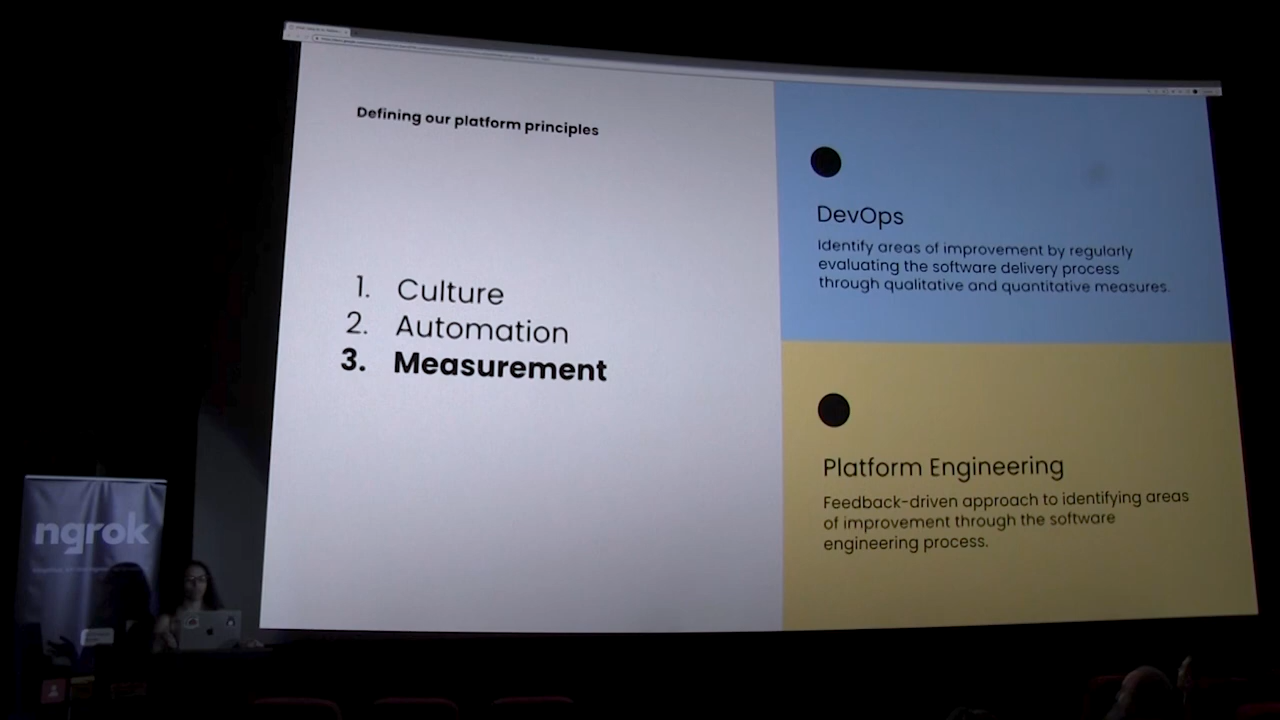 Defining our platform principles
1. Culture
2. Automation
3. Measurement
DevOps
Identify areas of improvement by regularly
evaluating the software delivery process
through qualitative and quantitative measures.
Platform Engineering
Feedback-driven approach to identifying areas
of improvement through the software
engineering process.
ngrok